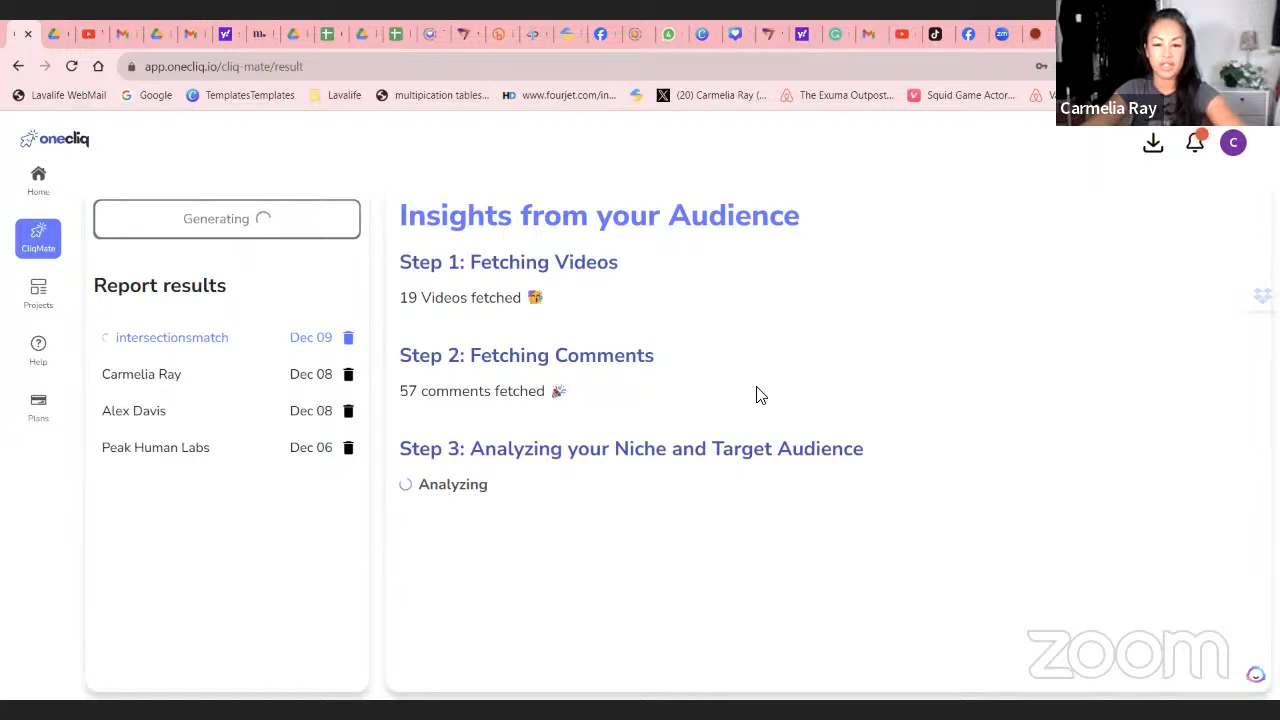 app.onecliq.io/cliq-mate/result
Lavalife WebMail
Google
TemplatesTemplates
Lavalife
multipication tables...
HD www.fourjet.com/in...
(20) Carmelia Ray (...
The Exuma Outpost...
Squid Game Actor...
Carmelia Ray
onecliq
C
Home
CliqMate
Projects
Help
Plans
Generating
Report results
intersectionsmatch Dec 09
Carmelia Ray Dec 08
Alex Davis Dec 08
Peak Human Labs Dec 06
Insights from your Audience
Step 1: Fetching Videos
19 Videos fetched
Step 2: Fetching Comments
57 comments fetched
Step 3: Analyzing your Niche and Target Audience
Analyzing
zoom